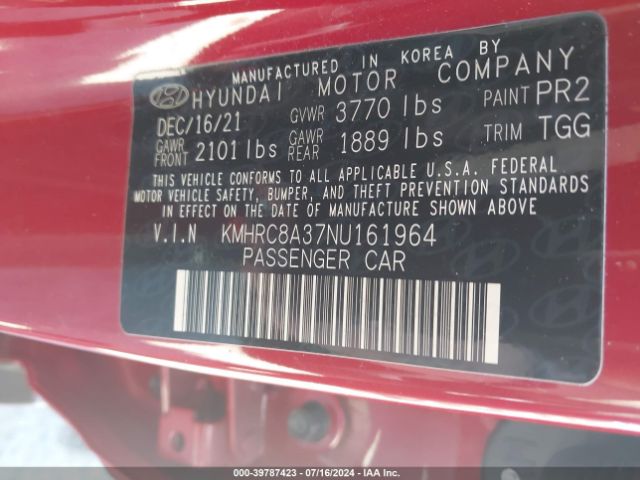 MANUFACTURED IN KOREA BY
HYUNDAI MOTOR COMPANY
DEC/16/21 GVWR 3770 lbs PAINT PR2
GAWR FRONT 2101 lbs GAWR REAR 1889 lbs TRIM TGG
THIS VEHICLE CONFORMS TO ALL APPLICABLE U.S.A. FEDERAL
MOTOR VEHICLE SAFETY, BUMPER, AND THEFT PREVENTION STANDARDS
IN EFFECT ON THE DATE OF MANUFACTURE SHOWN ABOVE
V.I.N KMHRC8A37NU161964
PASSENGER CAR
000-39787423 - 07/16/2024 - IAA Inc.